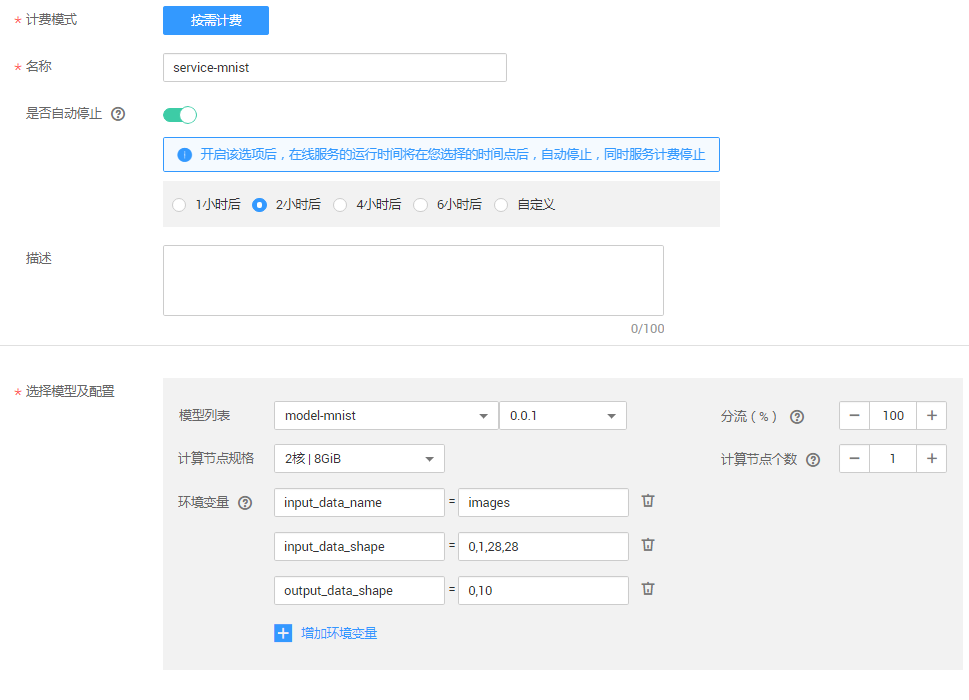 * 计费模式 按需计费
* 名称 service-mnist
是否自动停止 ?
开启该选项后，在线服务的运行时间将在您选择的时间点后，自动停止，同时服务计费停止
1小时后 2小时后 4小时后 6小时后 自定义
描述
0/100
* 选择模型及配置
模型列表 model-mnist 0.0.1 分流（%） ? − 100 +
计算节点规格 2核 | 8GiB 计算节点个数 ? − 1 +
环境变量 ? input_data_name = images
input_data_shape = 0,1,28,28
output_data_shape = 0,10
+ 增加环境变量